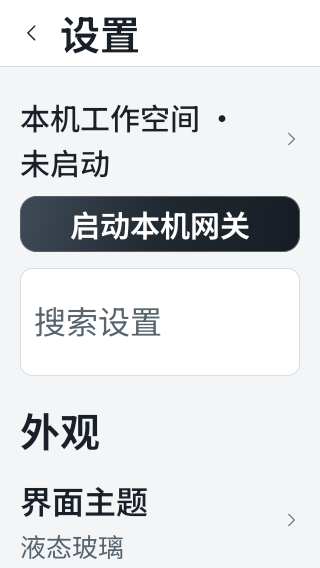 设置
本机工作空间 •
未启动
启动本机网关
搜索设置
外观
界面主题
液态玻璃